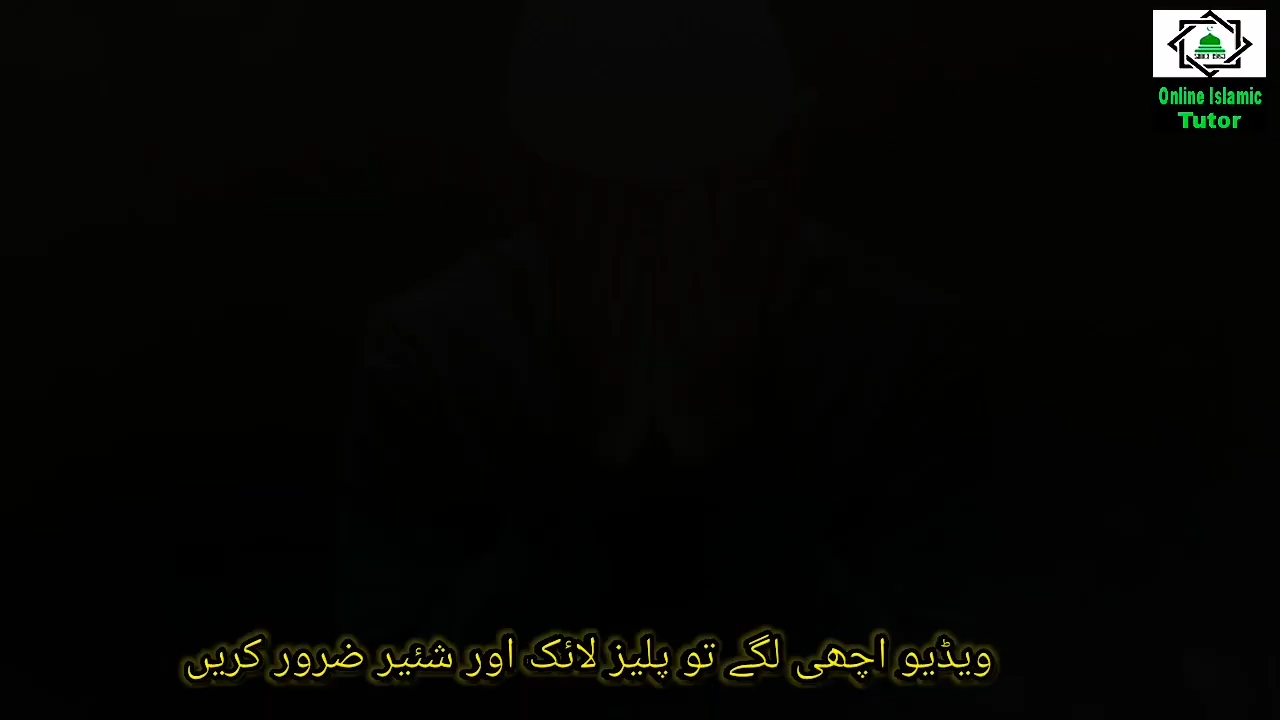 Online Islamic
Tutor
ویڈیو اچھی لگے تو پلیز لائک اور شئیر ضرور کریں